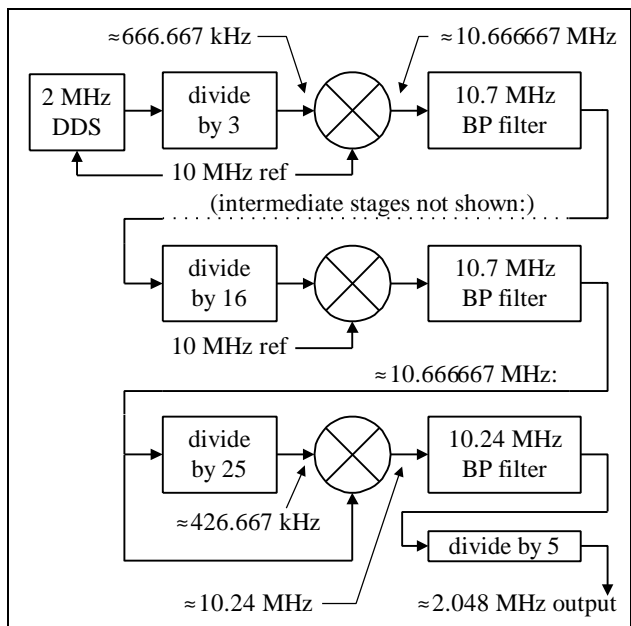 ≈666.667 kHz
≈10.666667 MHz
2 MHz
DDS
divide
by 3
10.7 MHz
BP filter
10 MHz ref
(intermediate stages not shown:)
divide
by 16
10.7 MHz
BP filter
10 MHz ref
≈10.666667 MHz:
divide
by 25
10.24 MHz
BP filter
≈426.667 kHz
divide by 5
≈10.24 MHz
≈2.048 MHz output